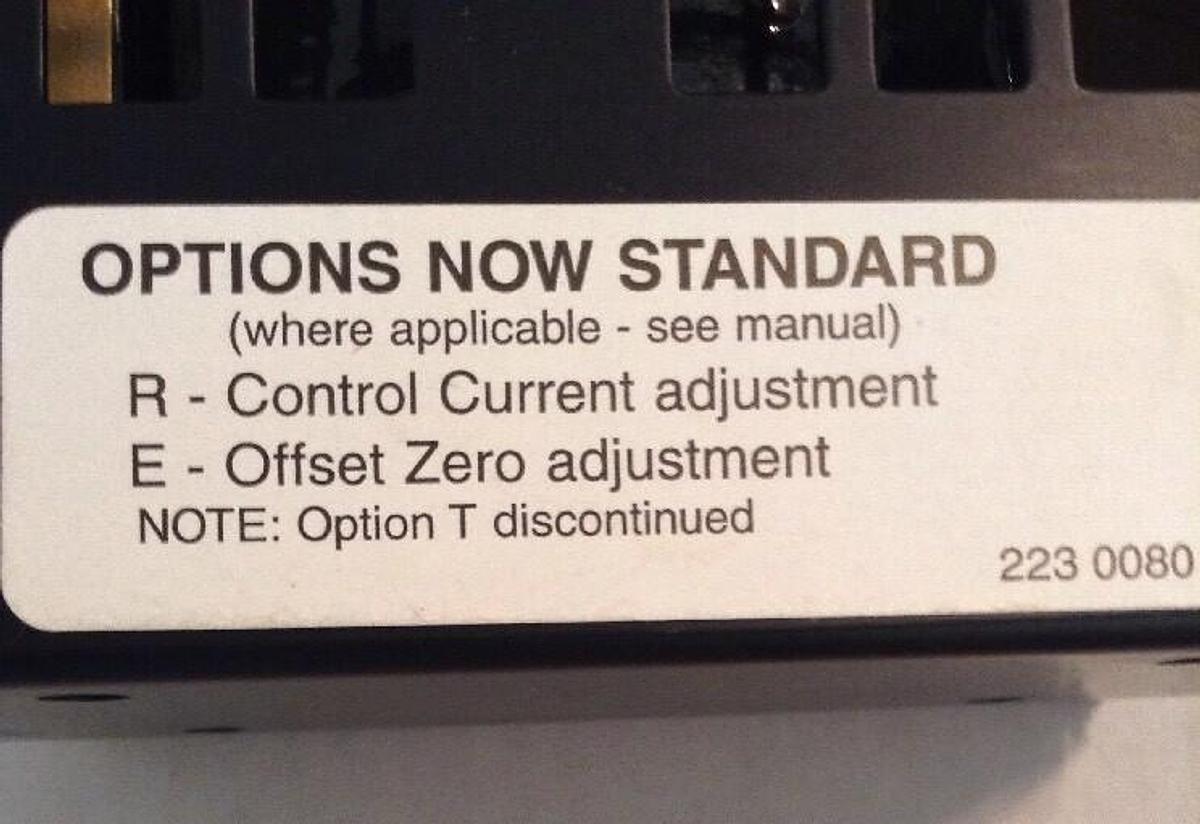 OPTIONS NOW STANDARD
(where applicable - see manual)
R - Control Current adjustment
E - Offset Zero adjustment
NOTE: Option T discontinued
223 0080